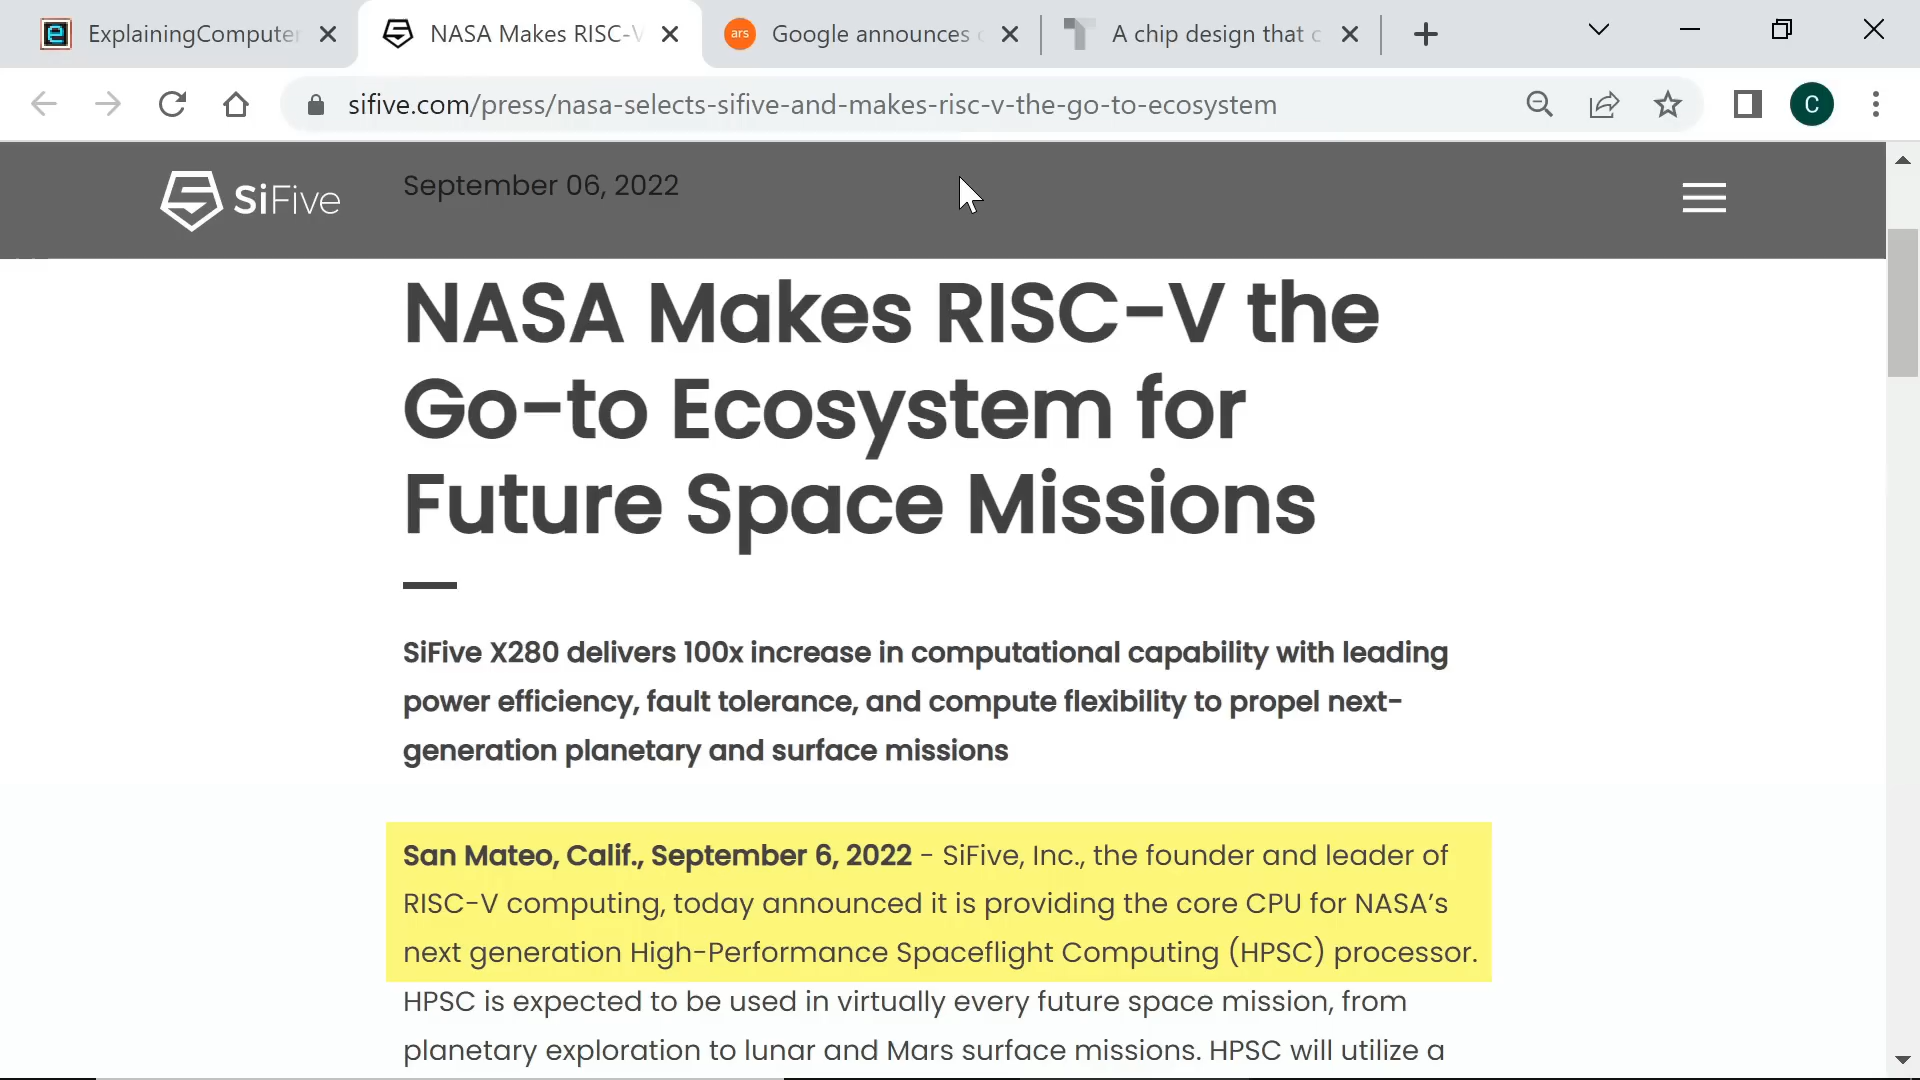 ExplainingComputer
NASA Makes RISC-V
ars
Google announces
A chip design that c
sifive.com/press/nasa-selects-sifive-and-makes-risc-v-the-go-to-ecosystem
C
SiFive
September 06, 2022
NASA Makes RISC-V the
Go-to Ecosystem for
Future Space Missions
SiFive X280 delivers 100x increase in computational capability with leading
power efficiency, fault tolerance, and compute flexibility to propel next-
generation planetary and surface missions
San Mateo, Calif., September 6, 2022 - SiFive, Inc., the founder and leader of
RISC-V computing, today announced it is providing the core CPU for NASA’s
next generation High-Performance Spaceflight Computing (HPSC) processor.
HPSC is expected to be used in virtually every future space mission, from
planetary exploration to lunar and Mars surface missions. HPSC will utilize a